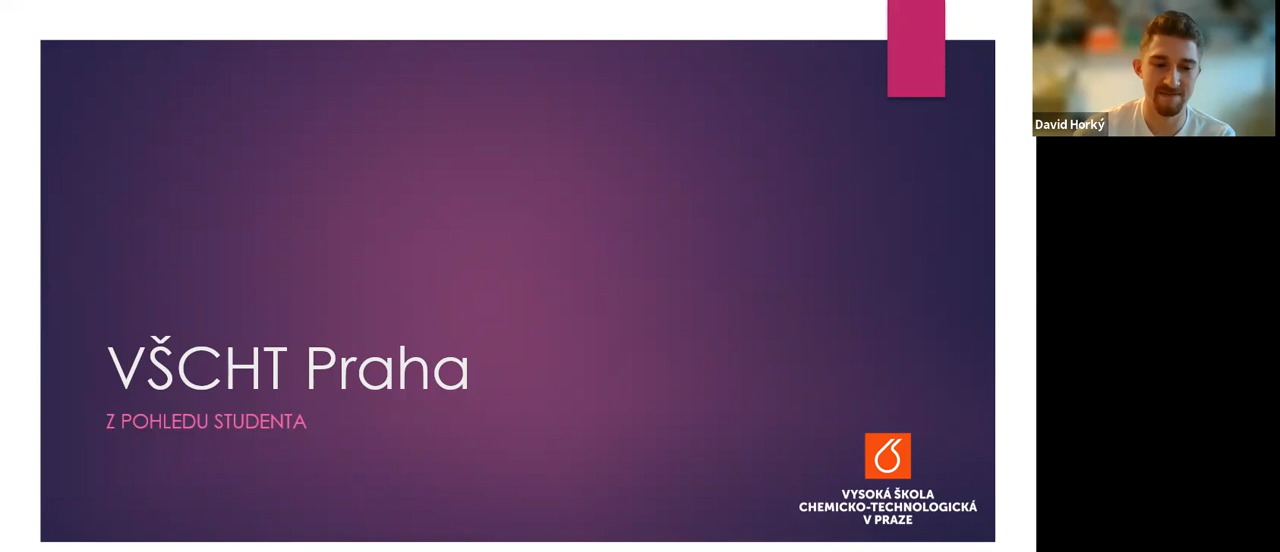 VŠCHT Praha
Z POHLEDU STUDENTA
VYSOKÁ ŠKOLA
CHEMICKO-TECHNOLOGICKÁ
V PRAZE
David Horký